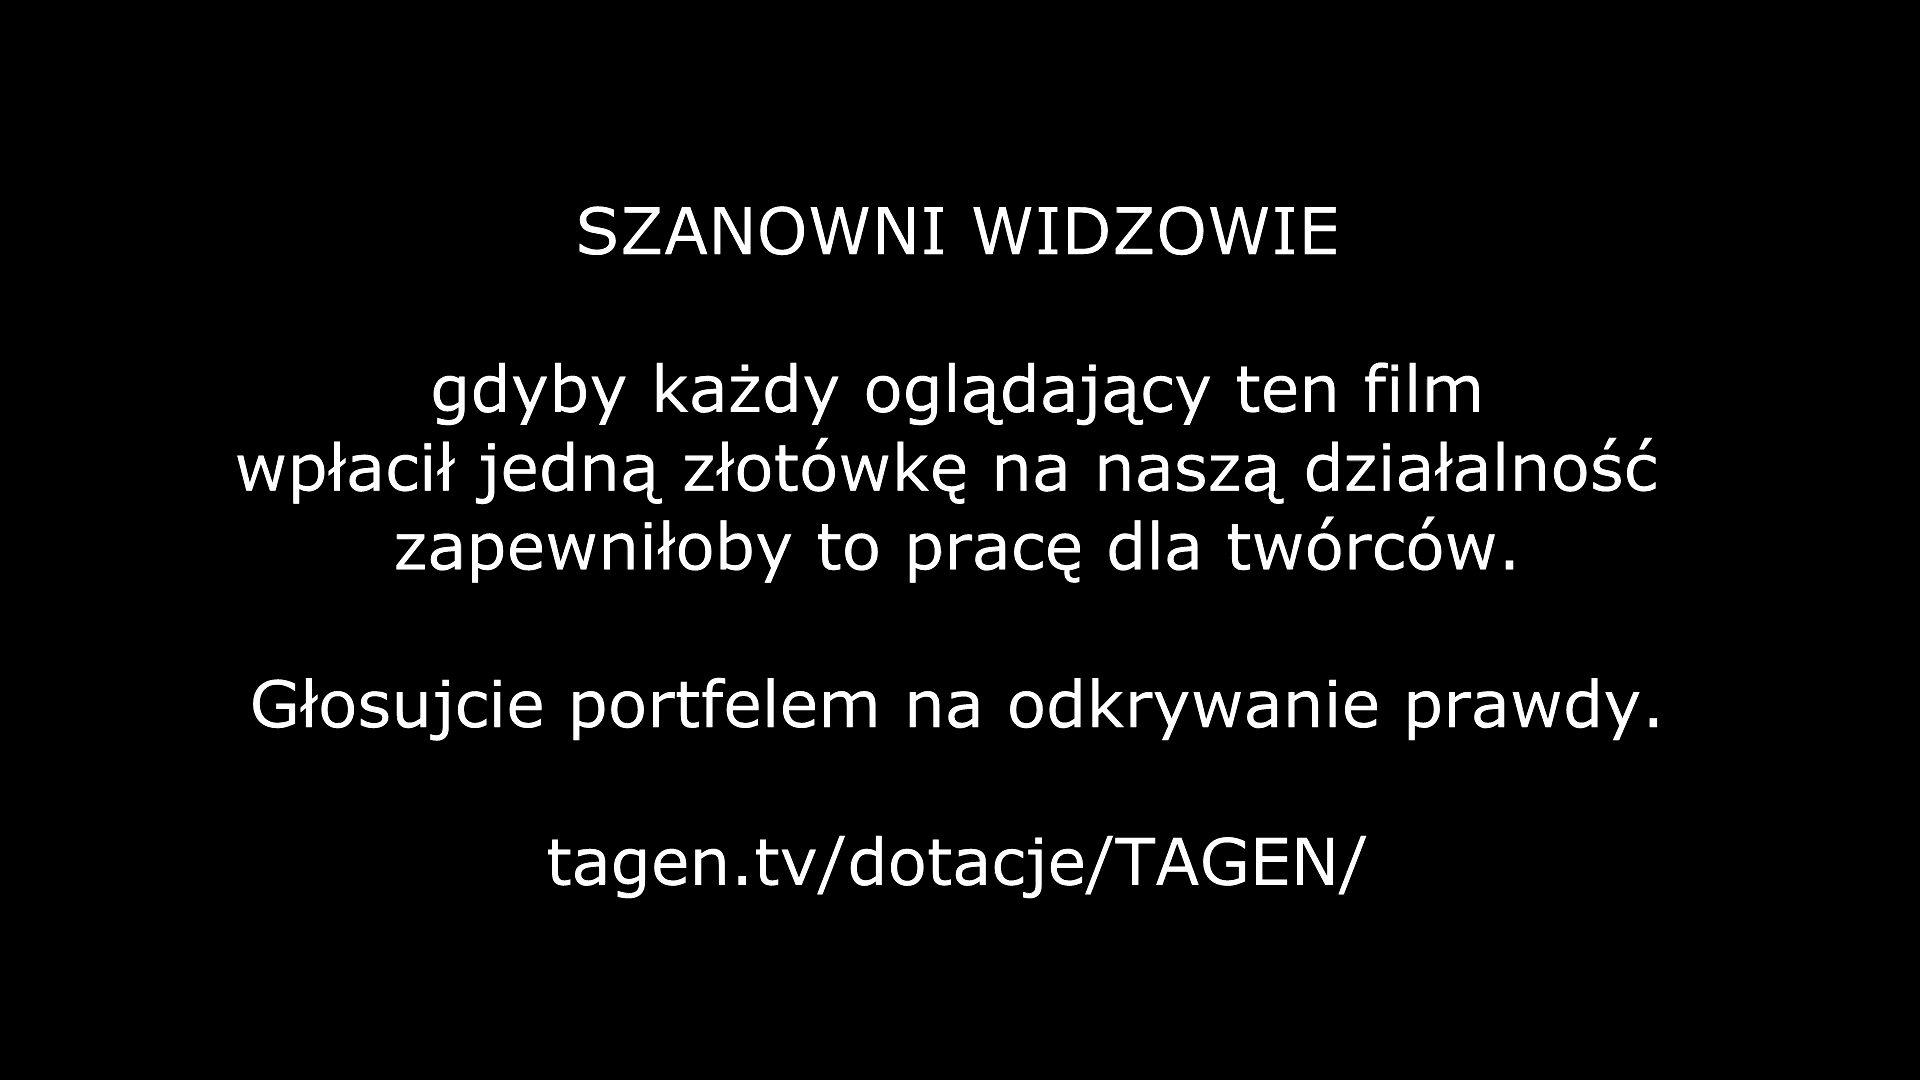 SZANOWNI WIDZOWIE
gdyby każdy oglądający ten film
wpłacił jedną złotówkę na naszą działalność
zapewniłoby to pracę dla twórców.
Głosujcie portfelem na odkrywanie prawdy.
tagen.tv/dotacje/TAGEN/